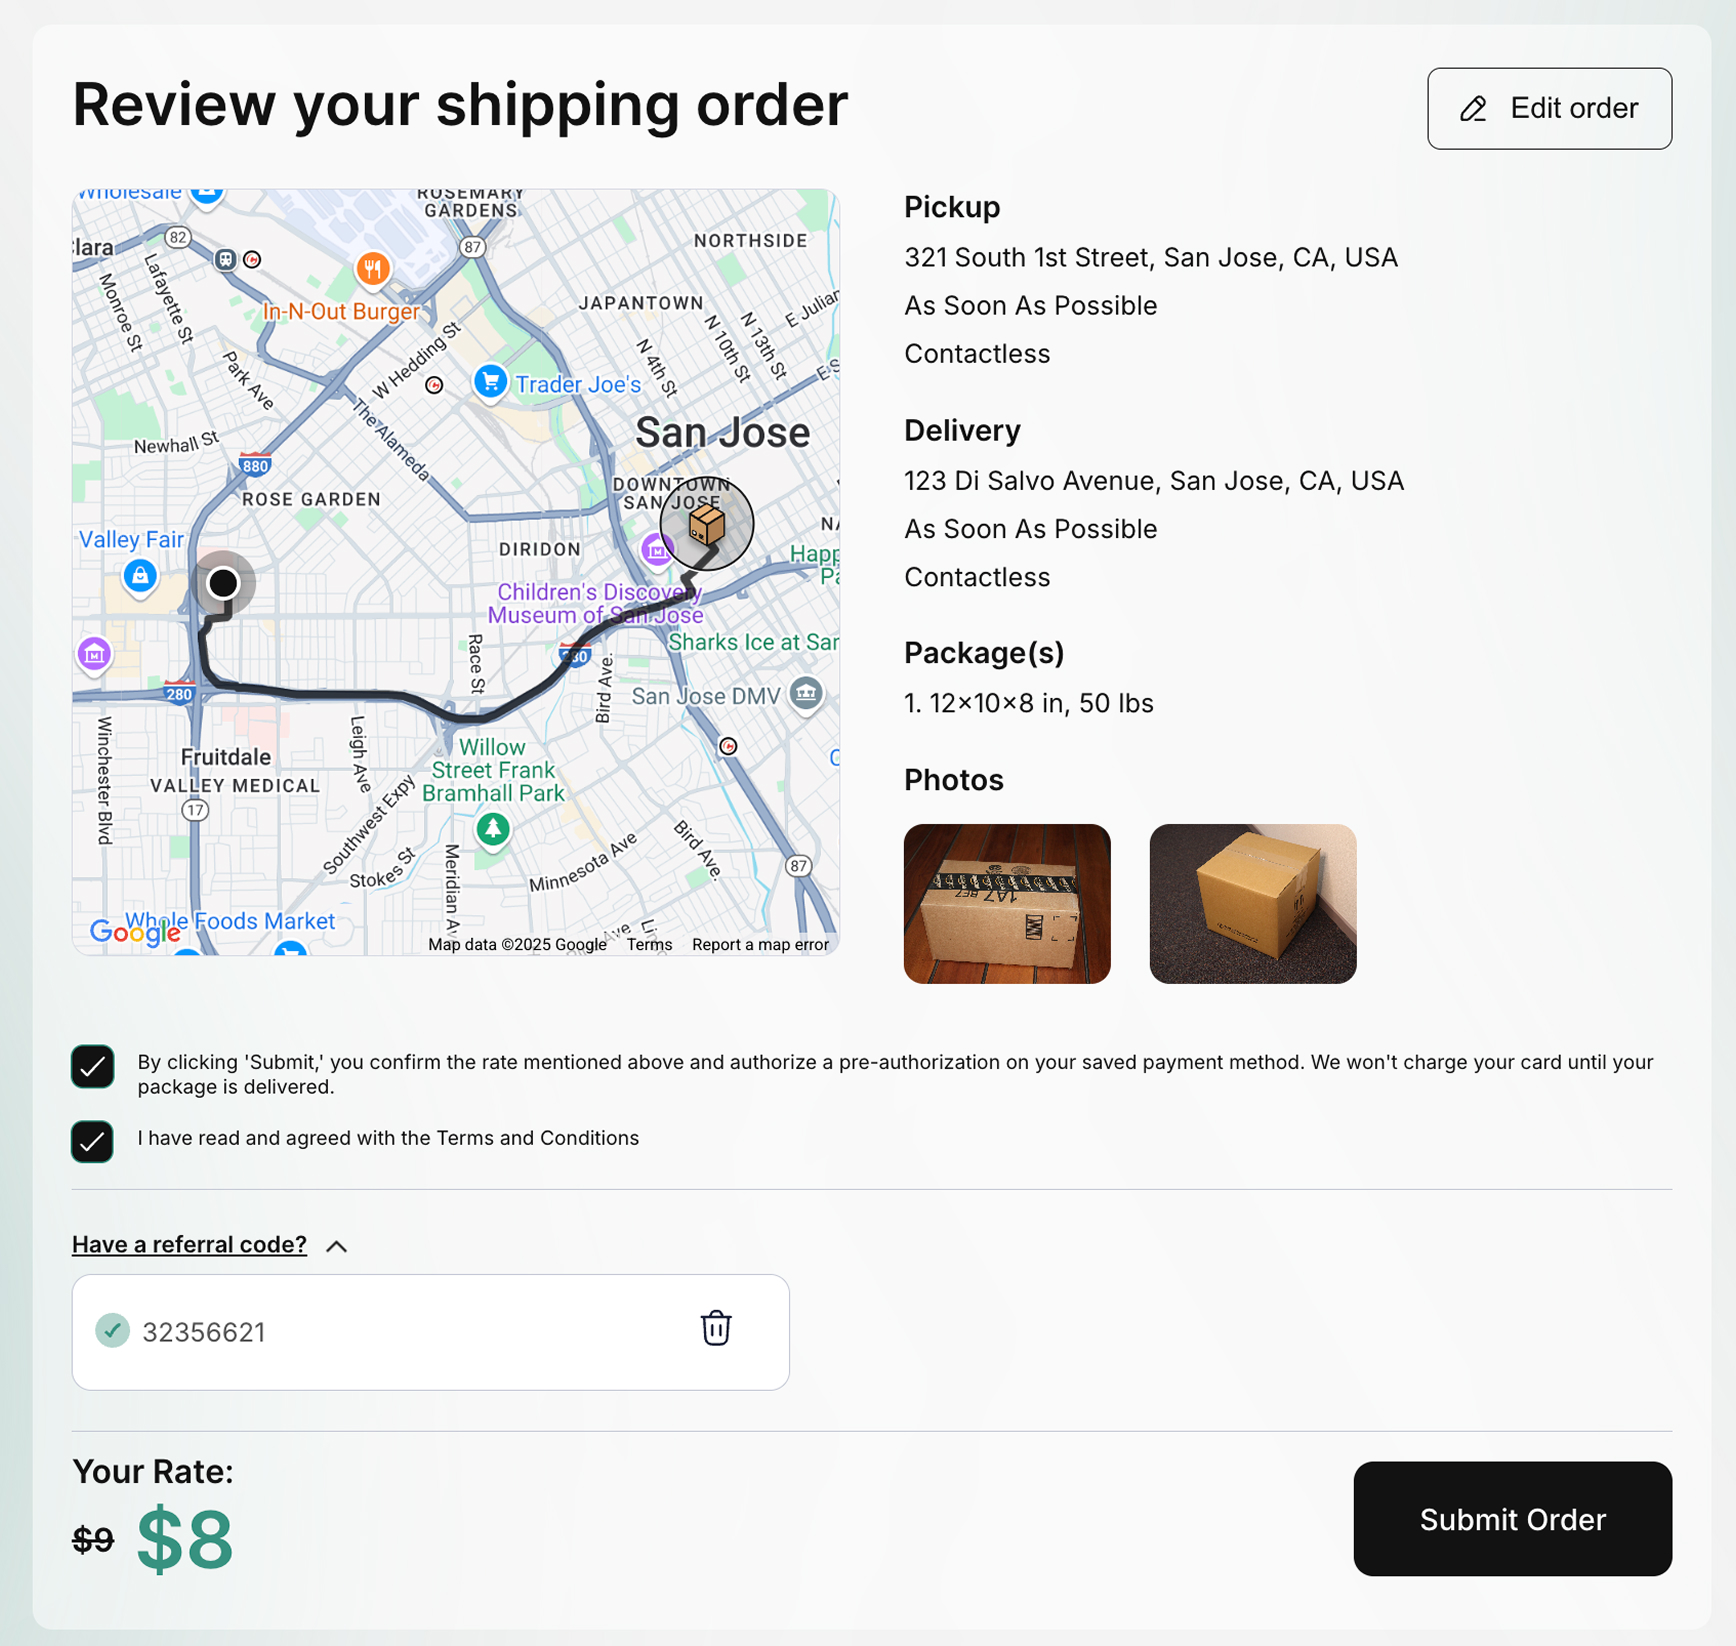 Review your shipping order
Edit order
Wholesale
ROSEMARY
GARDENS
82
87
NORTHSIDE
Lafayette St
Monroe St
In-N-Out Burger
JAPANTOWN
E Julian
N 13th St
N 10th St
N 4th St
W Hedding St
Park Ave
Trader Joe's
The Alameda
San Jose
Newhall St
880
ROSE GARDEN
DOWNTOWN
SAN JOSE
Valley Fair
DIRIDON
Children's Discovery
Museum of San Jose
Sharks Ice at
Race St
Bird Ave.
280
San Jose DMV
Winchester Blvd
Leigh Ave
Fruitdale
VALLEY MEDICAL
Willow
Street Frank
Bramhall Park
17
Southwest Expy
Stokes St
Meridian
Minnesota Ave
Bird Ave.
87
Whole Foods Market
Google
Map data ©2025 Google
Terms
Report a map error
Pickup
321 South 1st Street, San Jose, CA, USA
As Soon As Possible
Contactless
Delivery
123 Di Salvo Avenue, San Jose, CA, USA
As Soon As Possible
Contactless
Package(s)
1. 12×10×8 in, 50 lbs
Photos
By clicking 'Submit,' you confirm the rate mentioned above and authorize a pre-authorization on your saved payment method. We won't charge your card until your
package is delivered.
I have read and agreed with the Terms and Conditions
Have a referral code?
32356621
Your Rate:
$9 $8
Submit Order